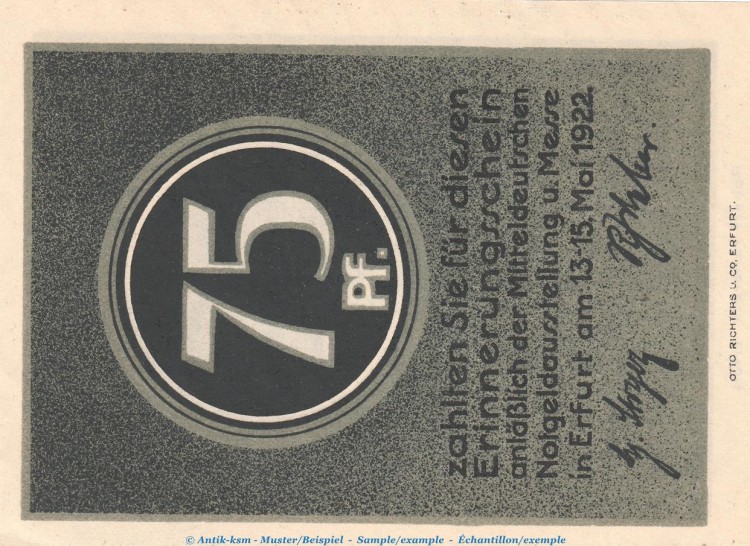 75
Pf.
zahlen Sie für diesen
Erinnerungsschein
anläßlich der Mitteldeutschen
Notgeldausstellung u. Messe
in Erfurt am 13-15. Mai 1922.
OTTO RICHTERS u. CO, ERFURT.
© Antik-ksm - Muster/Beispiel - Sample/example - Échantillon/exemple